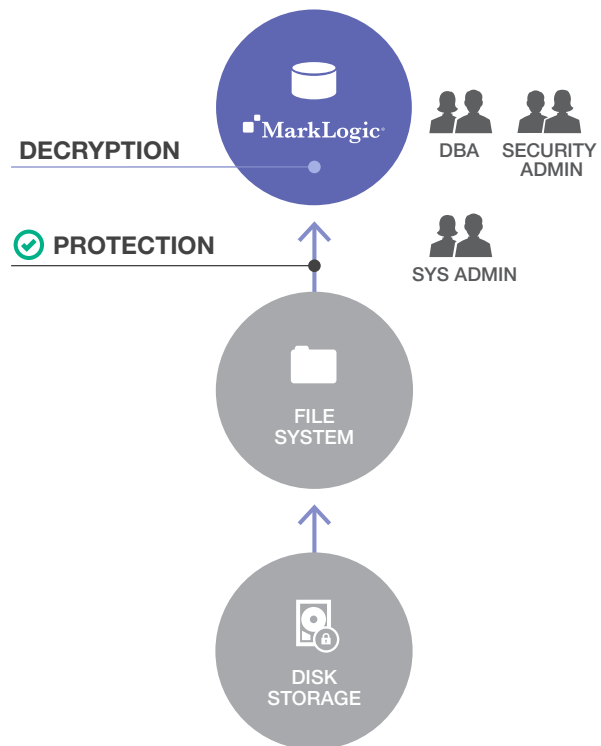 MarkLogic®
DECRYPTION
DBA
SECURITY
ADMIN
PROTECTION
SYS ADMIN
FILE
SYSTEM
DISK
STORAGE